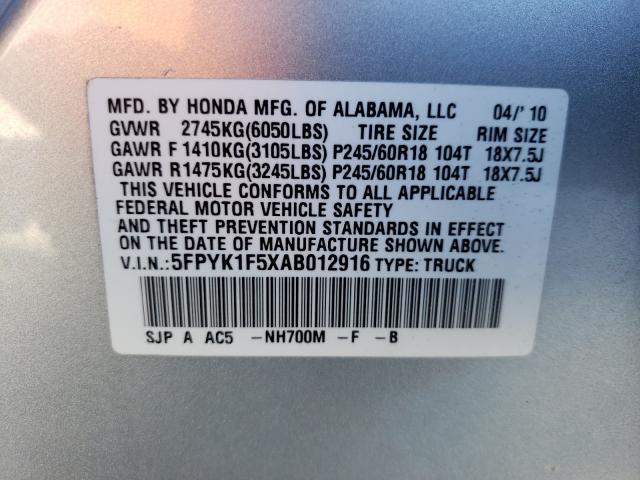 MFD. BY HONDA MFG. OF ALABAMA, LLC 04/'10
GVWR 2745KG(6050LBS) TIRE SIZE RIM SIZE
GAWR F 1410KG(3105LBS) P245/60R18 104T 18X7.5J
GAWR R1475KG(3245LBS) P245/60R18 104T 18X7.5J
THIS VEHICLE CONFORMS TO ALL APPLICABLE
FEDERAL MOTOR VEHICLE SAFETY
AND THEFT PREVENTION STANDARDS IN EFFECT
ON THE DATE OF MANUFACTURE SHOWN ABOVE.
V.I.N.:5FPYK1F5XAB012916 TYPE: TRUCK
SJP A AC5 -NH700M -F -B